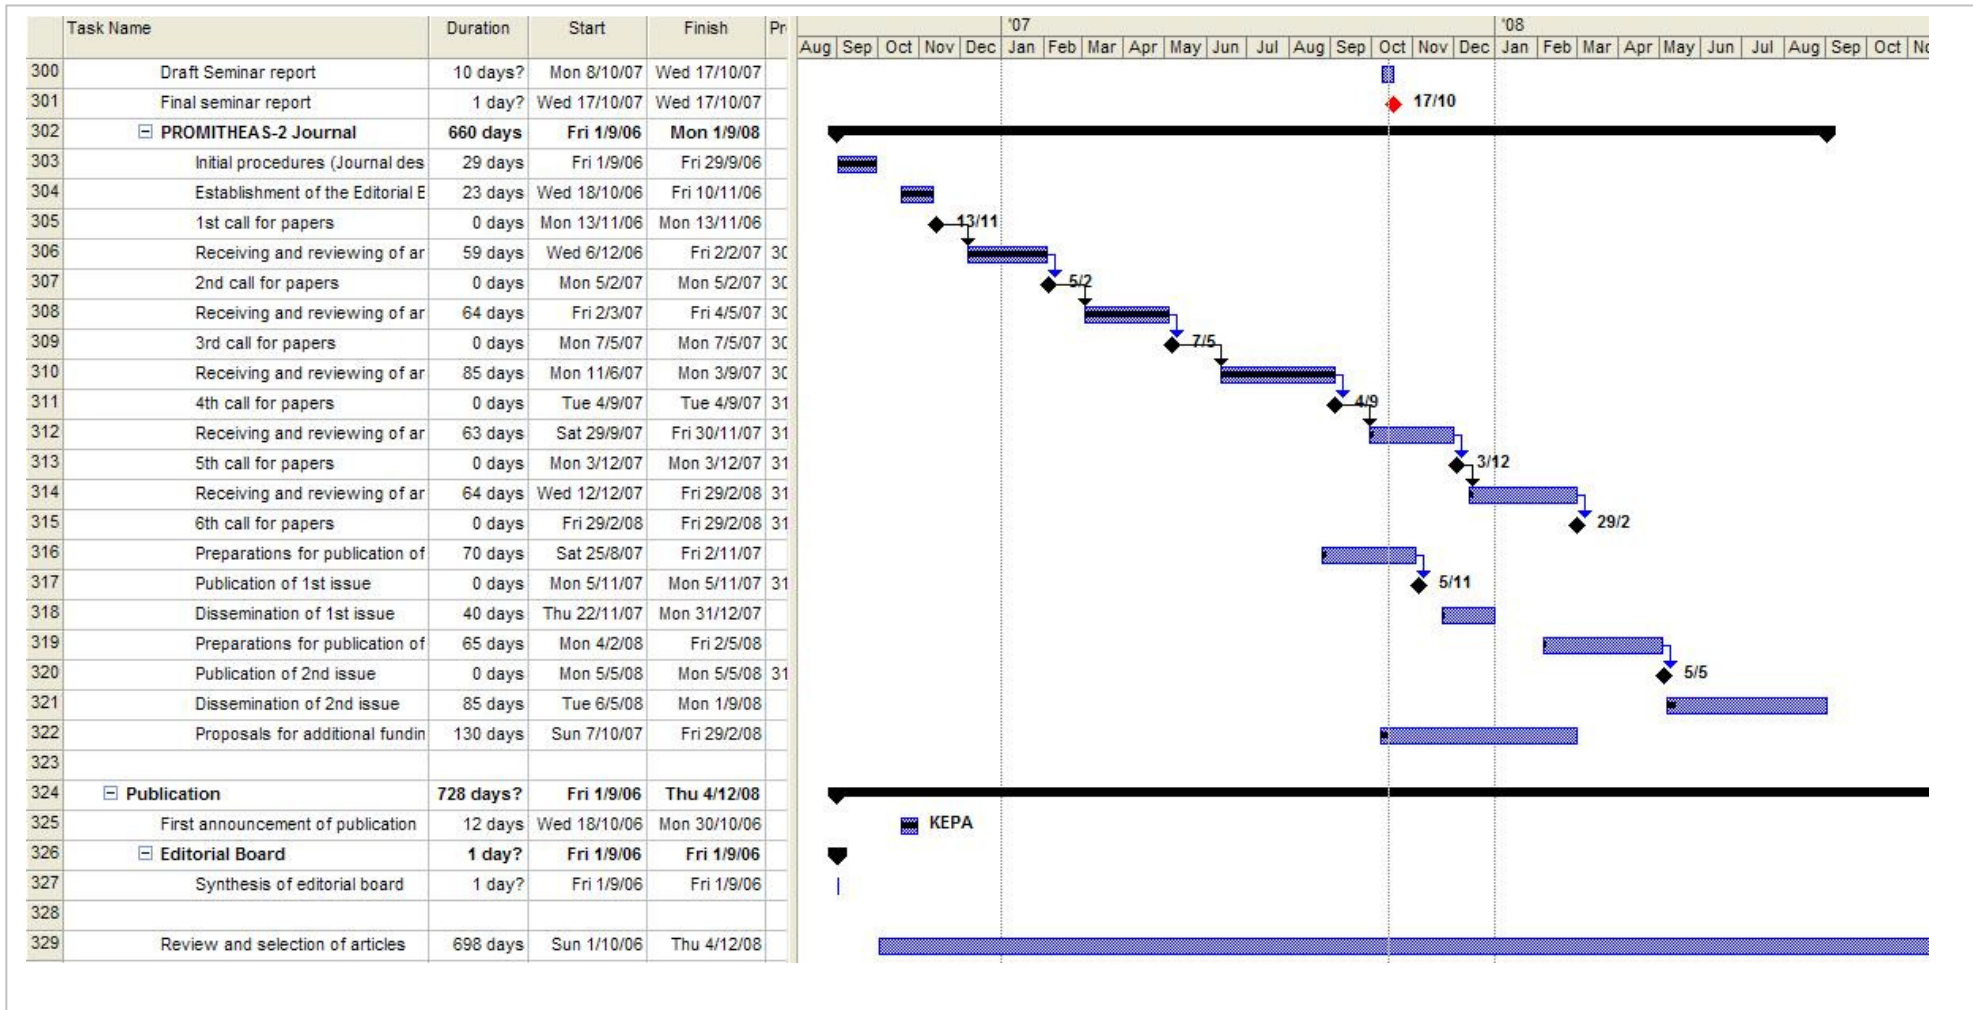 Task Name Duration Start Finish Pr
'07 '08
Aug Sep Oct Nov Dec Jan Feb Mar Apr May Jun Jul Aug Sep Oct Nov Dec Jan Feb Mar Apr May Jun Jul Aug Sep Oct No
300 Draft Seminar report 10 days? Mon 8/10/07 Wed 17/10/07
301 Final seminar report 1 day? Wed 17/10/07 Wed 17/10/07 17/10
302 PROMITHEAS-2 Journal 660 days Fri 1/9/06 Mon 1/9/08
303 Initial procedures (Journal des 29 days Fri 1/9/06 Fri 29/9/06
304 Establishment of the Editorial E 23 days Wed 18/10/06 Fri 10/11/06
305 1st call for papers 0 days Mon 13/11/06 Mon 13/11/06 13/11
306 Receiving and reviewing of ar 59 days Wed 6/12/06 Fri 2/2/07 30
307 2nd call for papers 0 days Mon 5/2/07 Mon 5/2/07 30 5/2
308 Receiving and reviewing of ar 64 days Fri 2/3/07 Fri 4/5/07 30
309 3rd call for papers 0 days Mon 7/5/07 Mon 7/5/07 30 7/5
310 Receiving and reviewing of ar 85 days Mon 11/6/07 Mon 3/9/07 30
311 4th call for papers 0 days Tue 4/9/07 Tue 4/9/07 31 4/9
312 Receiving and reviewing of ar 63 days Sat 29/9/07 Fri 30/11/07 31
313 5th call for papers 0 days Mon 3/12/07 Mon 3/12/07 31 3/12
314 Receiving and reviewing of ar 64 days Wed 12/12/07 Fri 29/2/08 31
315 6th call for papers 0 days Fri 29/2/08 Fri 29/2/08 31 29/2
316 Preparations for publication of 70 days Sat 25/8/07 Fri 2/11/07
317 Publication of 1st issue 0 days Mon 5/11/07 Mon 5/11/07 31 5/11
318 Dissemination of 1st issue 40 days Thu 22/11/07 Mon 31/12/07
319 Preparations for publication of 65 days Mon 4/2/08 Fri 2/5/08
320 Publication of 2nd issue 0 days Mon 5/5/08 Mon 5/5/08 31 5/5
321 Dissemination of 2nd issue 85 days Tue 6/5/08 Mon 1/9/08
322 Proposals for additional fundin 130 days Sun 7/10/07 Fri 29/2/08
323
324 Publication 728 days? Fri 1/9/06 Thu 4/12/08
325 First announcement of publication 12 days Wed 18/10/06 Mon 30/10/06 KEPA
326 Editorial Board 1 day? Fri 1/9/06 Fri 1/9/06
327 Synthesis of editorial board 1 day? Fri 1/9/06 Fri 1/9/06
328
329 Review and selection of articles 698 days Sun 1/10/06 Thu 4/12/08